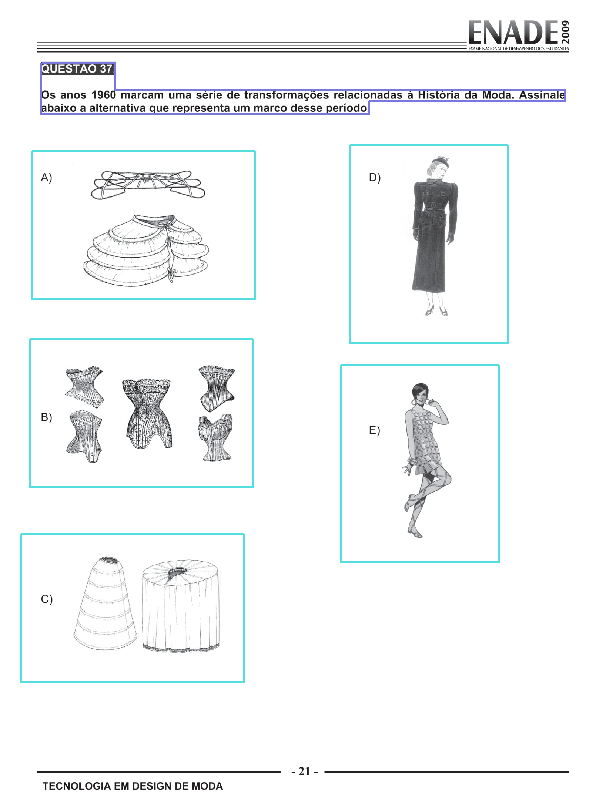 ENADE 2009
EXAME NACIONAL DE DESEMPENHO DOS ESTUDANTES
QUESTÃO 37
Os anos 1960 marcam uma série de transformações relacionadas à História da Moda. Assinale
abaixo a alternativa que representa um marco desse período
A)
D)
B)
E)
C)
- 21 -
TECNOLOGIA EM DESIGN DE MODA